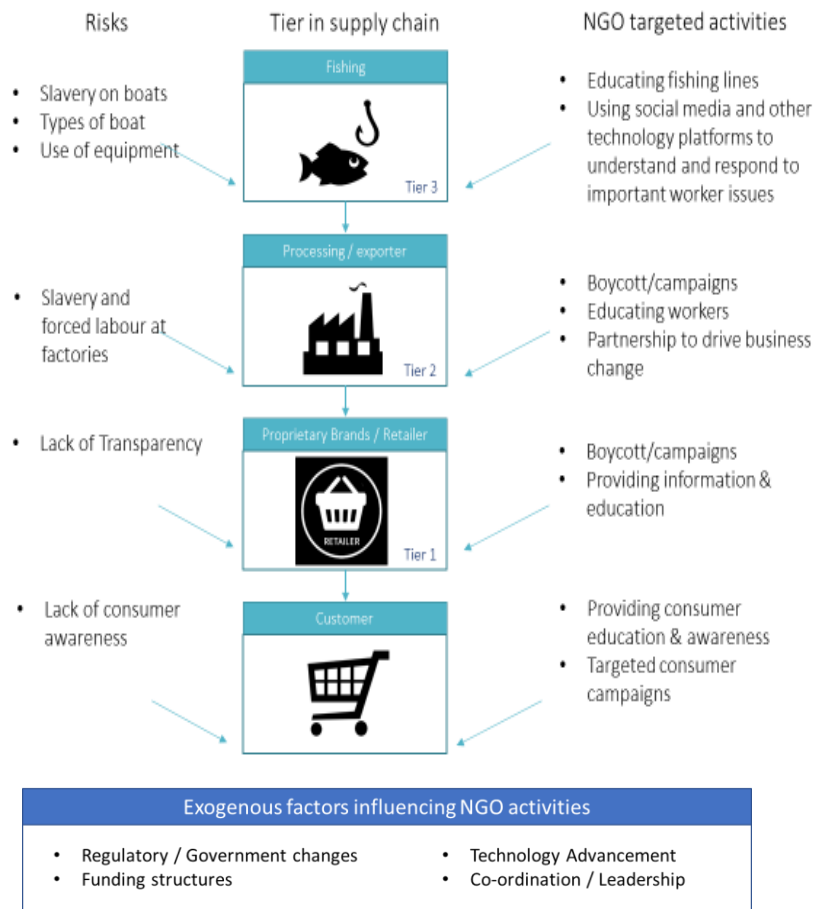 Risks
Tier in supply chain
NGO targeted activities
• Slavery on boats
• Types of boat
• Use of equipment
Fishing
Tier 3
• Educating fishing lines
• Using social media and other
technology platforms to
understand and respond to
important worker issues
• Slavery and
forced labour at
factories
Processing / exporter
Tier 2
• Boycott/campaigns
• Educating workers
• Partnership to drive business
change
• Lack of Transparency
Proprietary Brands / Retailer
RETAILER
Tier 1
• Boycott/campaigns
• Providing information &
education
• Lack of consumer
awareness
Customer
• Providing consumer
education & awareness
• Targeted consumer
campaigns
Exogenous factors influencing NGO activities
• Regulatory / Government changes
• Funding structures
• Technology Advancement
• Co-ordination / Leadership